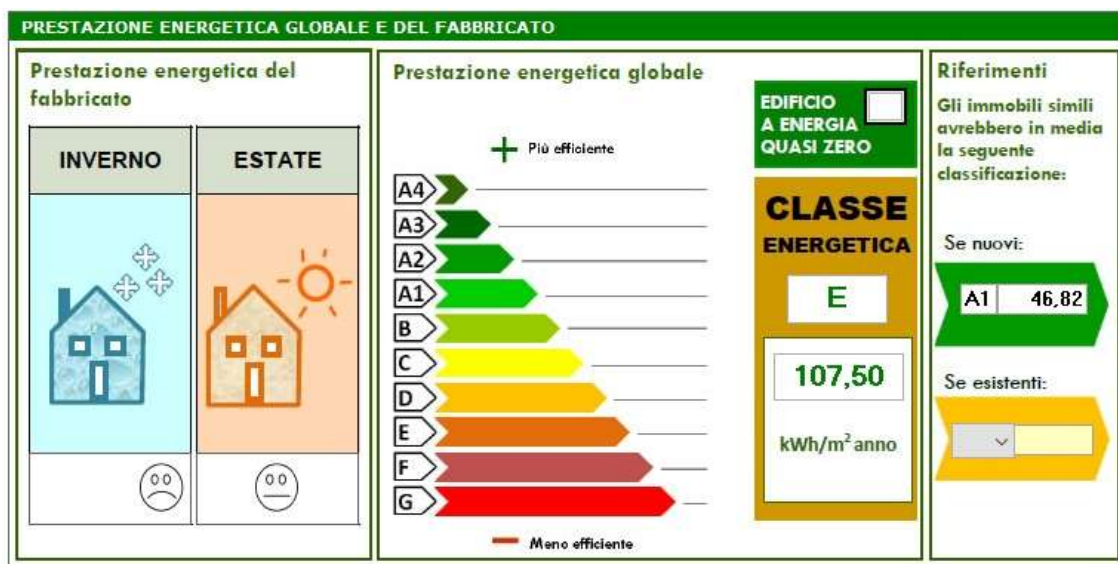 PRESTAZIONE ENERGETICA GLOBALE E DEL FABBRICATO
Prestazione energetica del
fabbricato
INVERNO
ESTATE
Prestazione energetica globale
Più efficiente
A4
A3
A2
A1
B
C
D
E
F
G
Meno efficiente
EDIFICIO
A ENERGIA
QUASI ZERO
CLASSE
ENERGETICA
E
107,50
kWh/m² anno
Riferimenti
Gli immobili simili
avrebbero in media
la seguente
classificazione:
Se nuovi:
A1 46,82
Se esistenti: